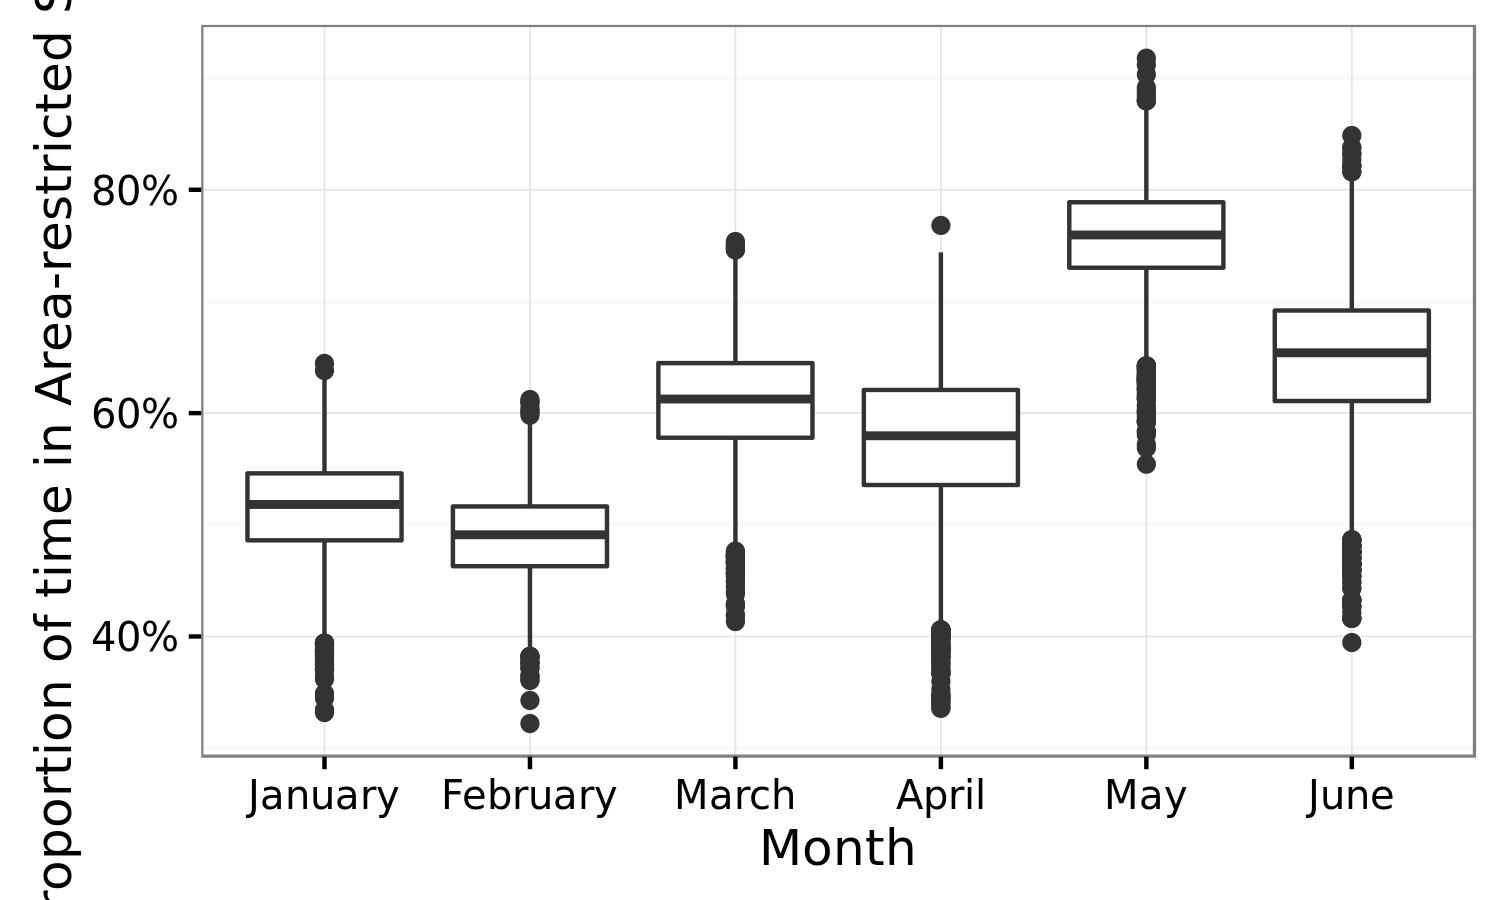 roportion of time in Area-restricted S
80%
60%
40%
January February March April May June
Month